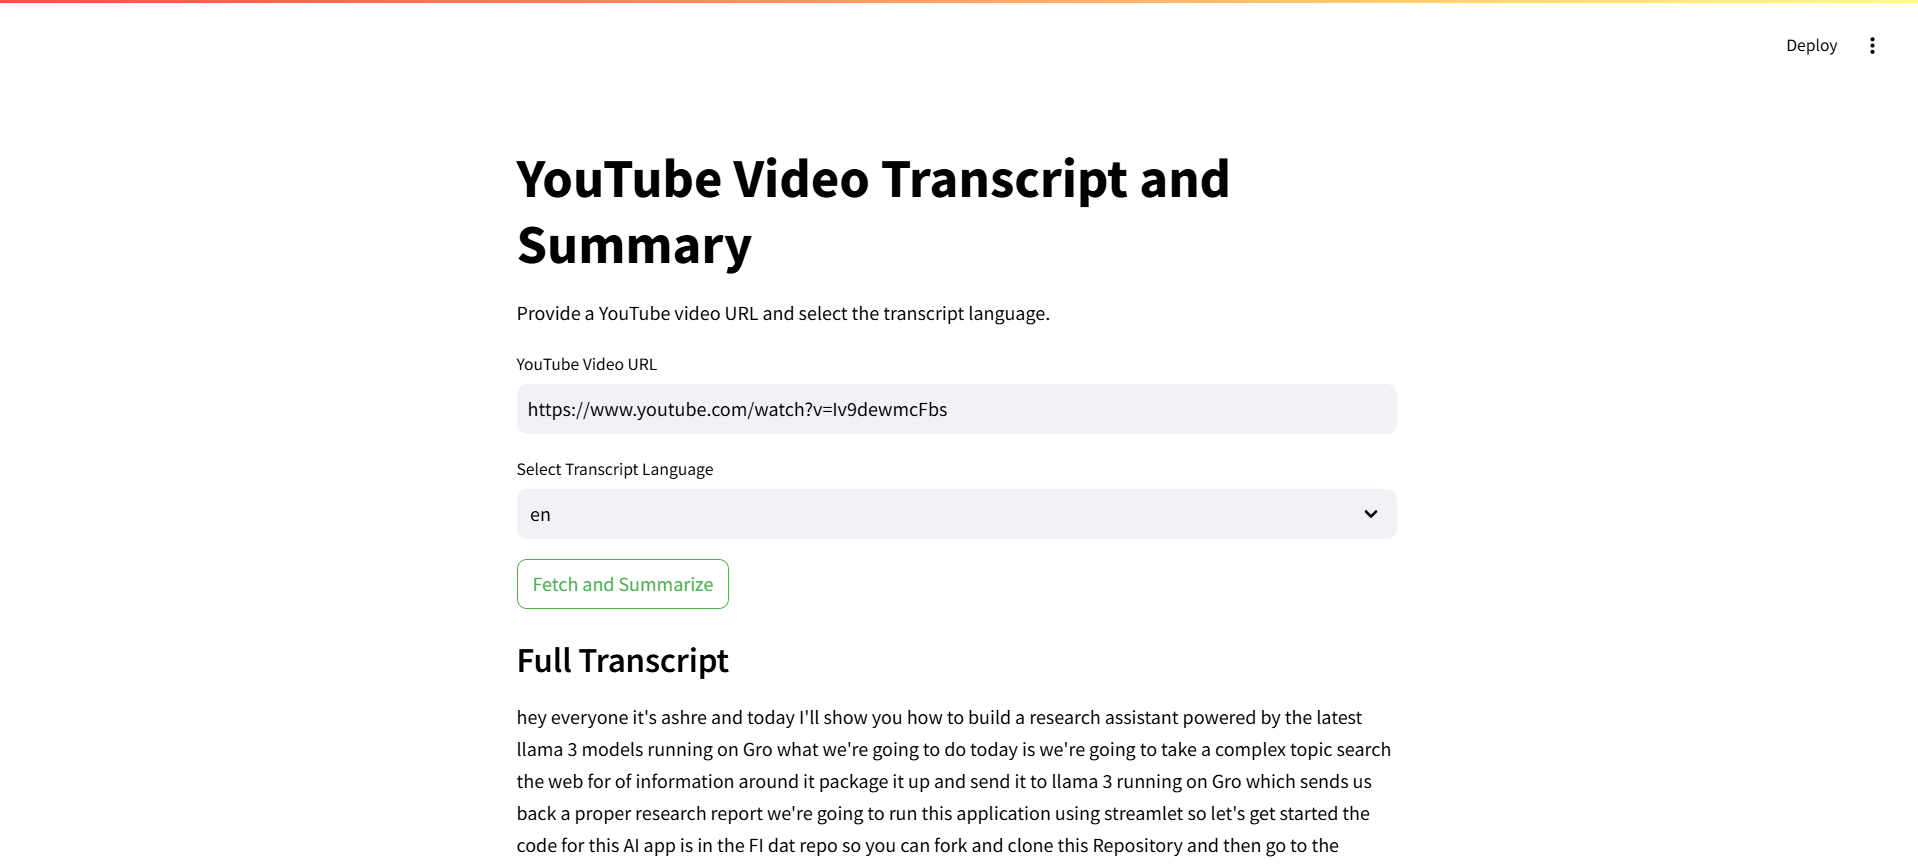 Deploy
YouTube Video Transcript and
Summary
Provide a YouTube video URL and select the transcript language.
YouTube Video URL
https://www.youtube.com/watch?v=Iv9dewmcFbs
Select Transcript Language
en
Fetch and Summarize
Full Transcript
hey everyone it's ashre and today I'll show you how to build a research assistant powered by the latest
llama 3 models running on Gro what we're going to do today is we're going to take a complex topic search
the web for of information around it package it up and send it to llama 3 running on Gro which sends us
back a proper research report we're going to run this application using streamlet so let's get started the
code for this AI app is in the FI dat repo so you can fork and clone this Repository and then go to the